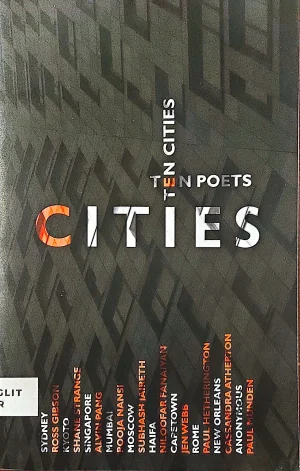 TEN CITIES
TEN POETS
CITIES
GLIT
R
SYDNEY
ROSS GIBSON
KYOTO
SHANE STRANGE
SINGAPORE
ALVIN PANG
MUMBAI
POOJA NANSI
MOSCOW
SUBHASH JAIRETH
HAIFA
NILOOFAR FANAIYAN
CAPETOWN
JEN WEBB
ROME
PAUL HETHERINGTON
NEW ORLEANS
CASSANDRA ATHERTON
PAUL MUNDEN